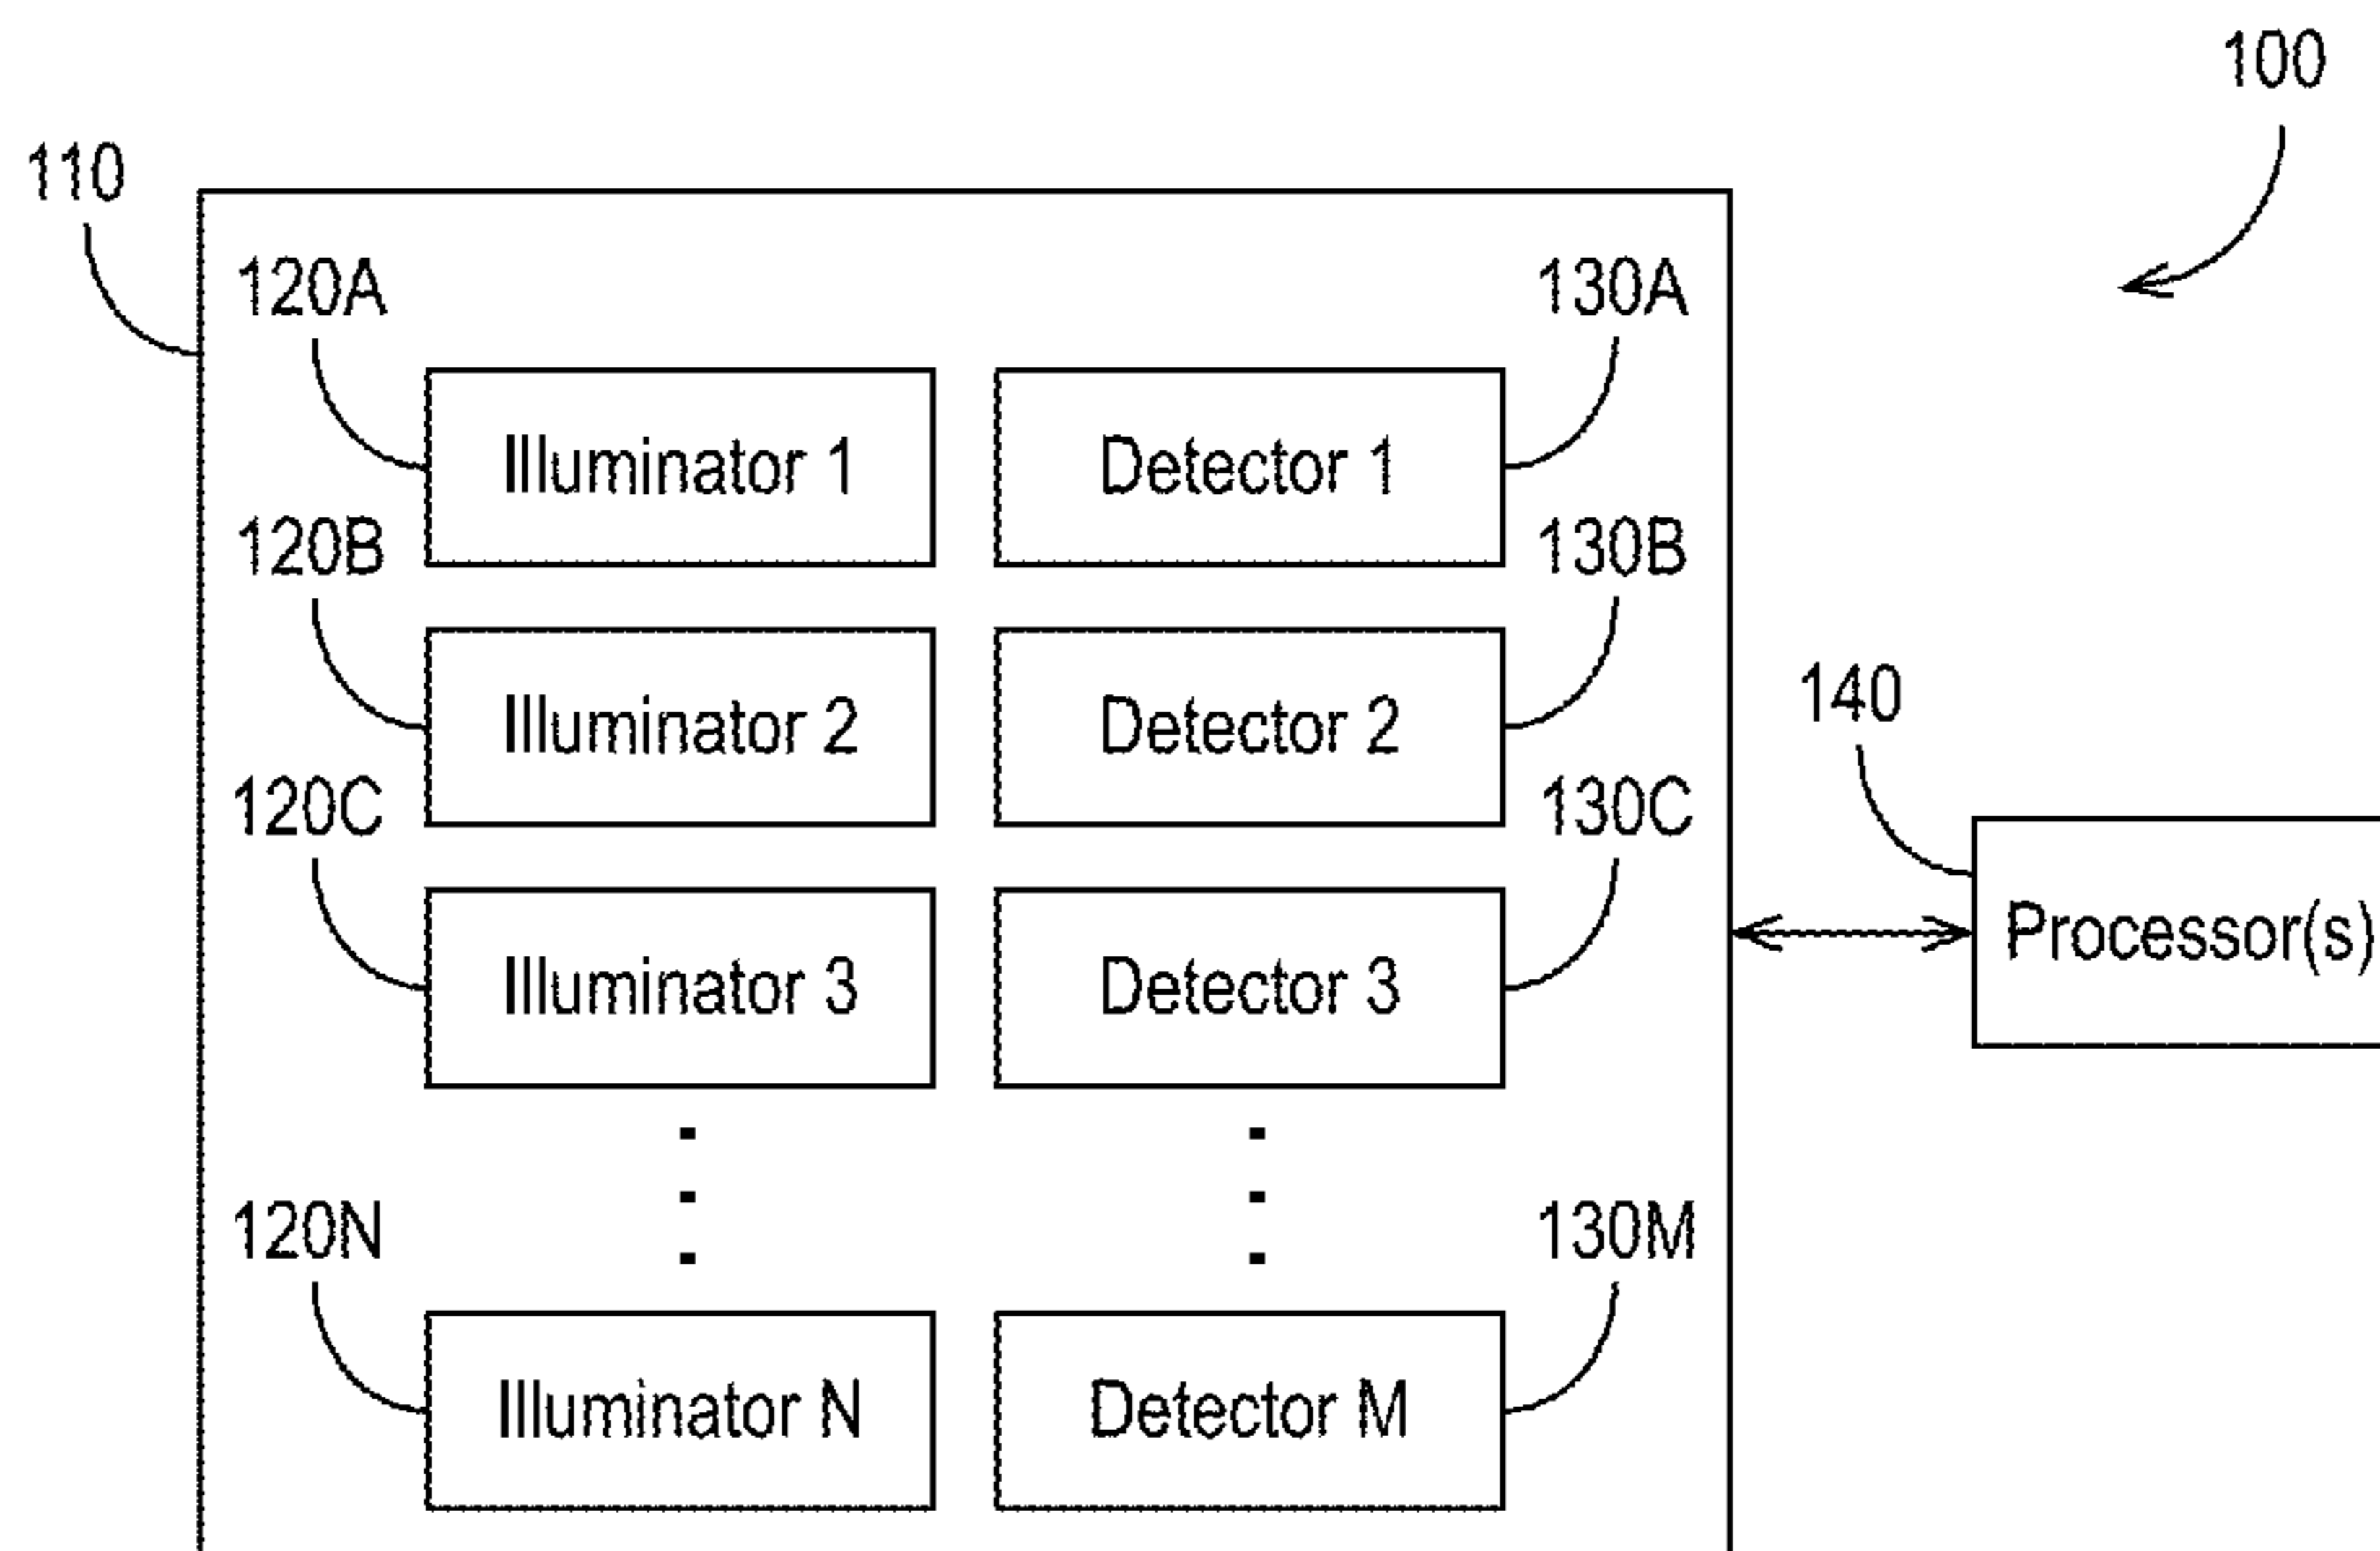 100
110
120A
130A
Illuminator 1
Detector 1
120B
130B
Illuminator 2
Detector 2
140
120C
130C
Processor(s)
Illuminator 3
Detector 3
120N
130M
Illuminator N
Detector M